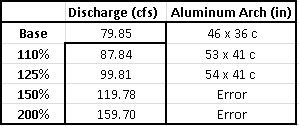 Discharge (cfs) Aluminum Arch (in)
Base 79.85 46 x 36 c
110% 87.84 53 x 41 c
125% 99.81 54 x 41 c
150% 119.78 Error
200% 159.70 Error